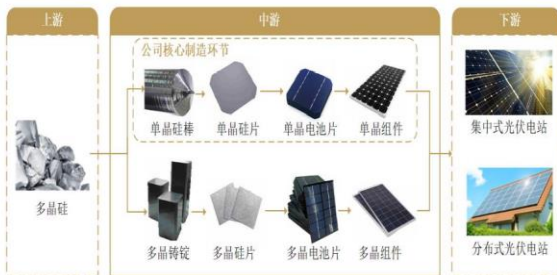 上游
中游
下游
公司核心制造环节
单晶硅棒
单晶硅片
单晶电池片
单晶组件
集中式光伏电站
多晶硅
多晶铸锭
多晶硅片
多晶电池片
多晶组件
分布式光伏电站